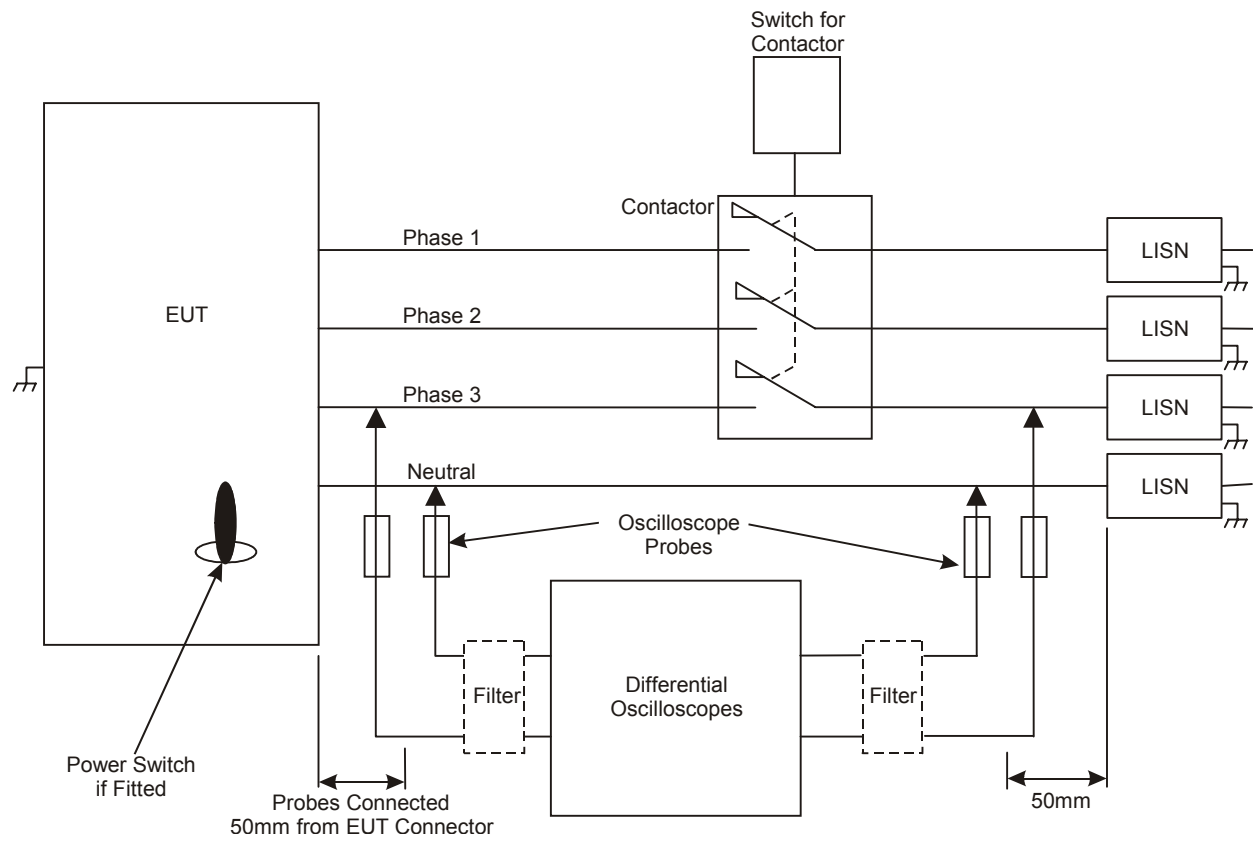 Switch for
Contactor
Contactor
Phase 1
LISN
EUT
Phase 2
LISN
Phase 3
LISN
Neutral
LISN
Oscilloscope
Probes
Filter
Differential
Oscilloscopes
Filter
Power Switch
if Fitted
Probes Connected
50mm from EUT Connector
50mm